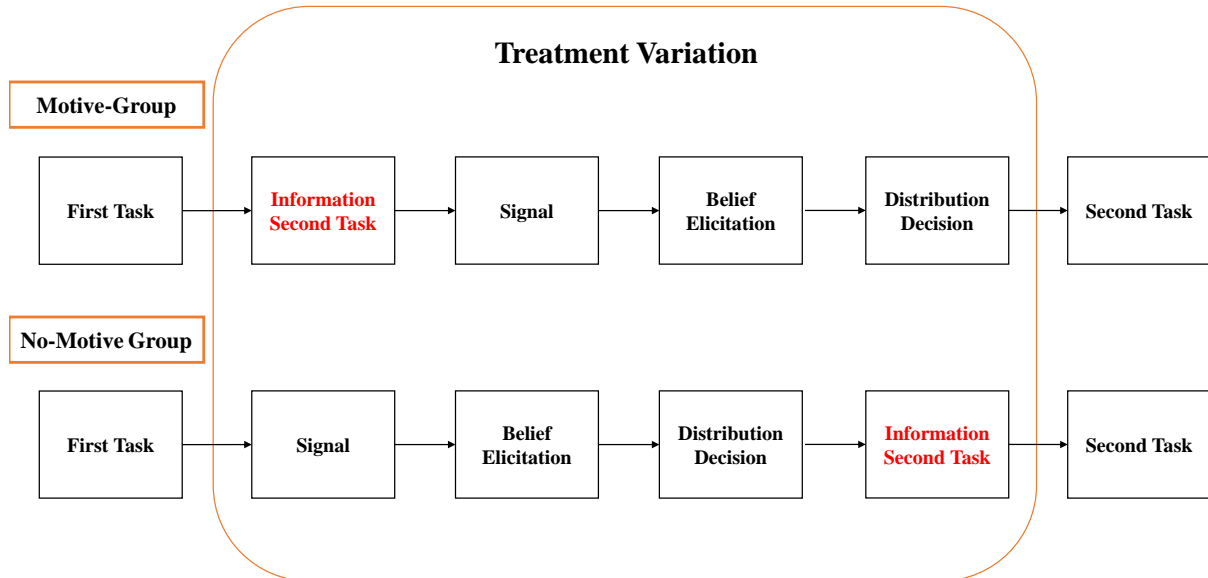 Treatment Variation
Motive-Group
First Task
Information
Second Task
Signal
Belief
Elicitation
Distribution
Decision
Second Task
No-Motive Group
First Task
Signal
Belief
Elicitation
Distribution
Decision
Information
Second Task
Second Task